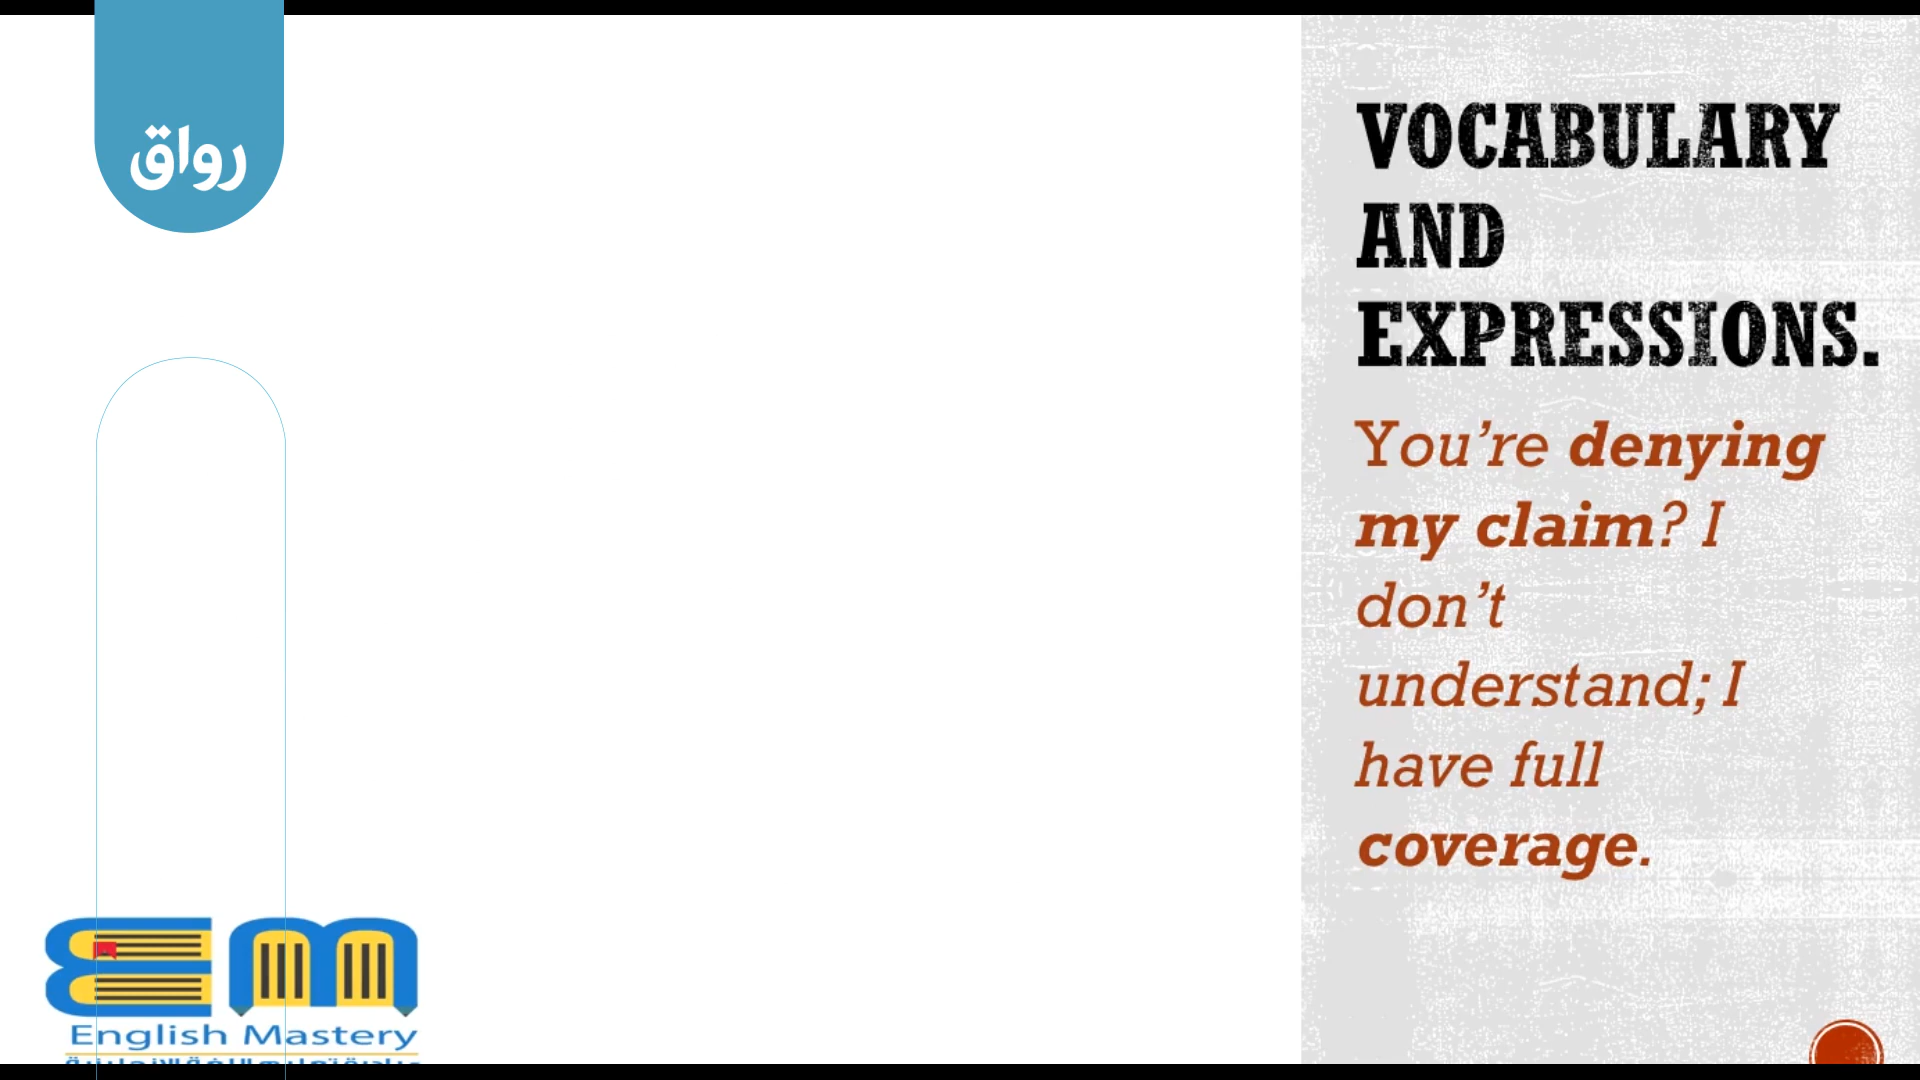 رواق
VOCABULARY
AND
EXPRESSIONS.
You’re denying
my claim? I
don’t
understand; I
have full
coverage.
English Mastery